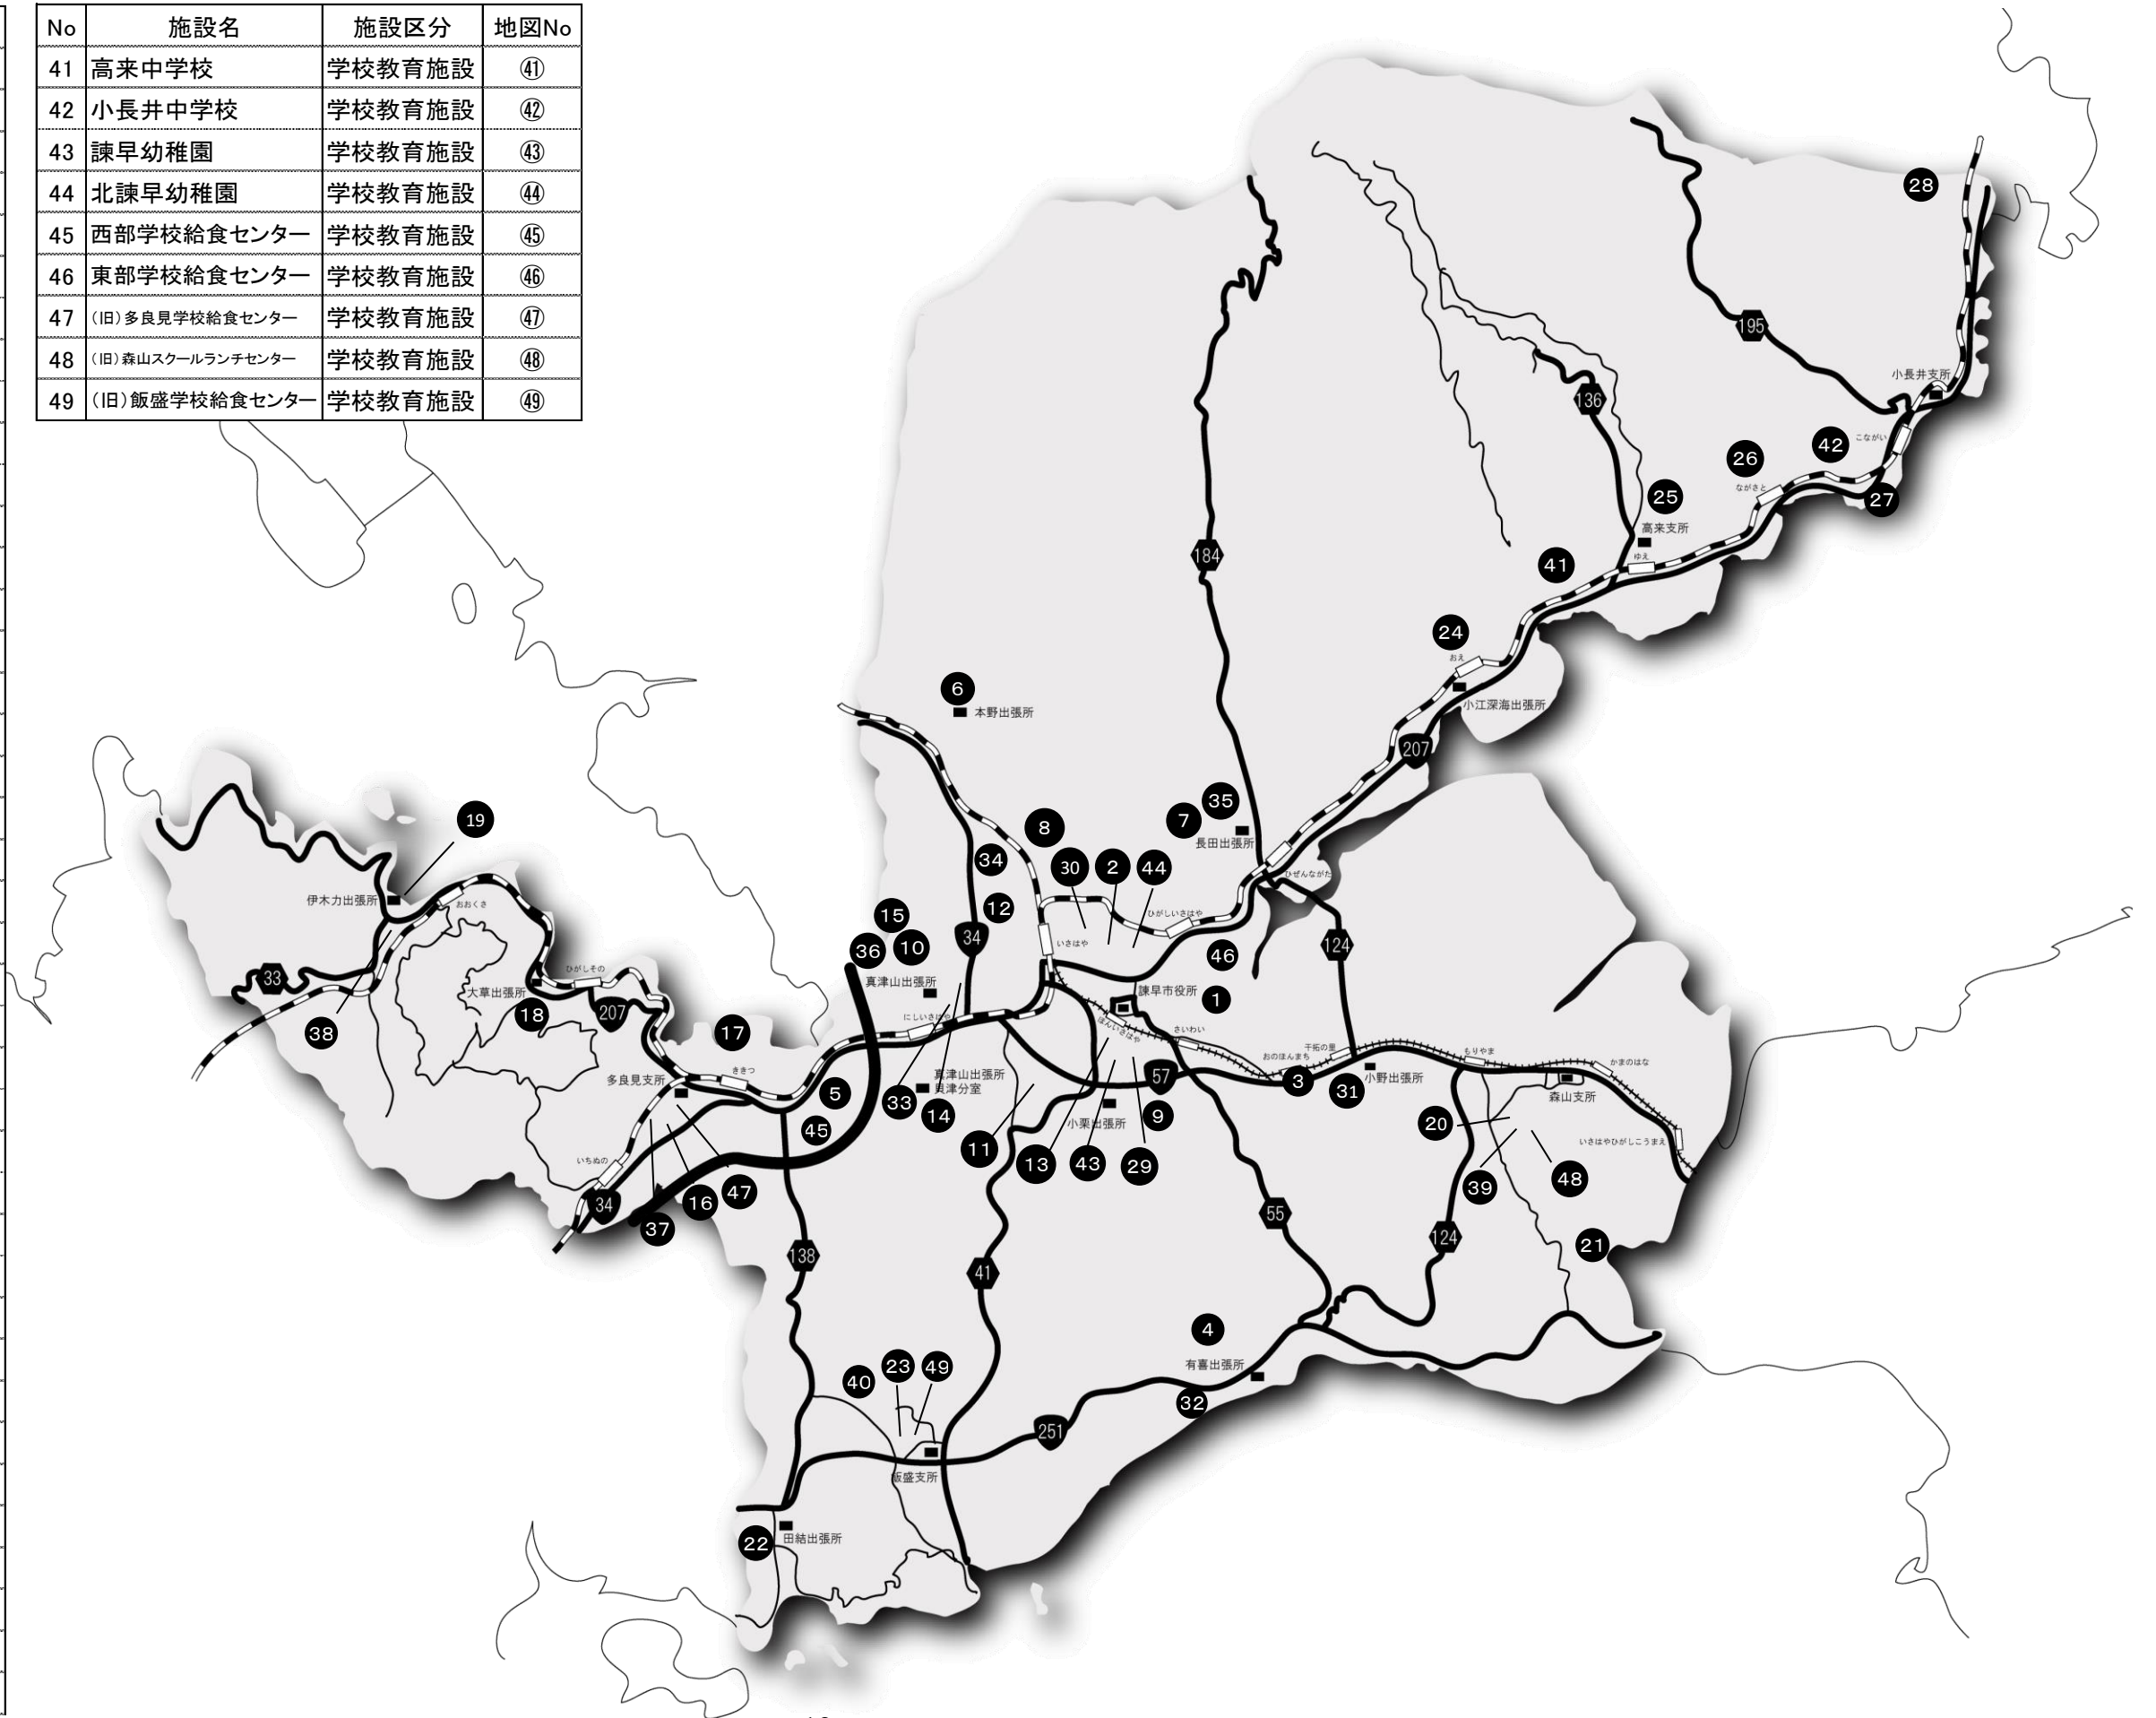 No 施設名 施設区分 地図No
41 高来中学校 学校教育施設 ㊶
42 小長井中学校 学校教育施設 ㊷
43 諫早幼稚園 学校教育施設 ㊸
44 北諫早幼稚園 学校教育施設 ㊹
45 西部学校給食センター 学校教育施設 ㊺
46 東部学校給食センター 学校教育施設 ㊻
47 (旧)多良見学校給食センター 学校教育施設 ㊼
48 (旧)森山スクールランチセンター 学校教育施設 ㊽
49 (旧)飯盛学校給食センター 学校教育施設 ㊾
28
195
小長井支所
136
こながい
42
26
ながさと
27
25
高来支所
ゆえ
184
41
24
おえ
小江深海出張所
207
6
本野出張所
19
35
7
長田出張所
8
34
30
2
44
ひぜんながた
伊木力出張所
おおくさ
15
12
36
10
34
いさはや
ひがしいさはや
46
124
真津山出張所
33
ひがしその
大草出張所
18
207
38
諫早市役所
1
17
にしいさはや
ほんいさはや
さいわい
おのほんまち
干拓の里
もりやま
かまのはな
多良見支所
ききつ
5
真津山出張所
貝津分室
33
14
57
3
31
小野出張所
森山支所
45
小栗出張所
9
20
いさはやひがしこうまえ
11
13
43
29
いちぬの
34
37
16
47
39
48
55
124
21
138
41
4
有喜出張所
40
23
49
32
251
飯盛支所
22
田結出張所